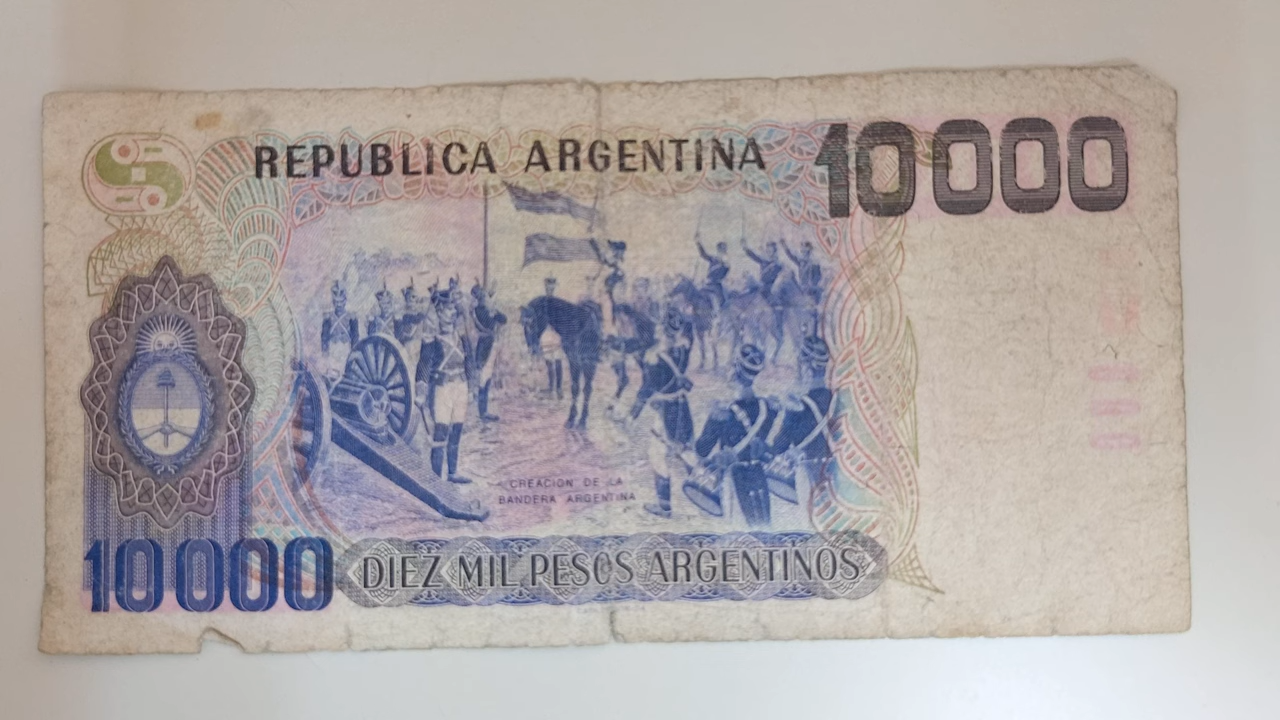 REPUBLICA ARGENTINA
10000
CREACION DE LA
BANDERA ARGENTINA
10000
DIEZ MIL PESOS ARGENTINOS